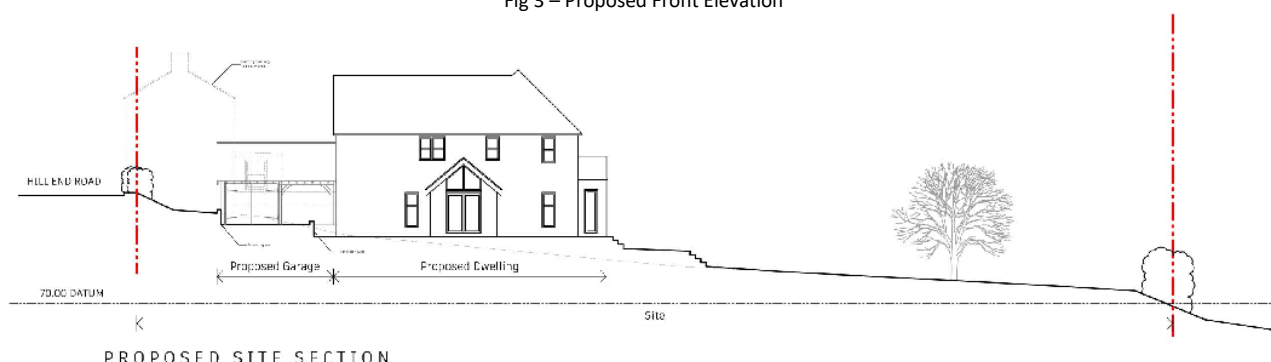 Fig 3 – Proposed Front Elevation
HILL END ROAD
Proposed Garage
Proposed Dwelling
70.00 DATUM
Site
PROPOSED SITE SECTION